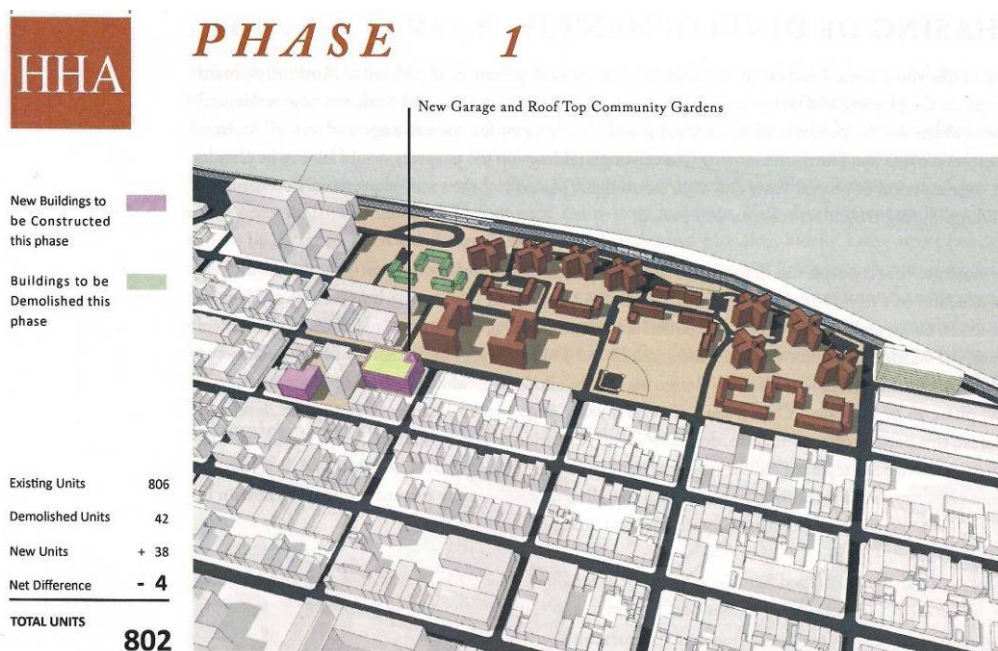 HHA
PHASE 1
New Garage and Roof Top Community Gardens
New Buildings to
be Constructed
this phase
Buildings to be
Demolished this
phase
Existing Units 806
Demolished Units 42
New Units + 38
Net Difference - 4
TOTAL UNITS
802